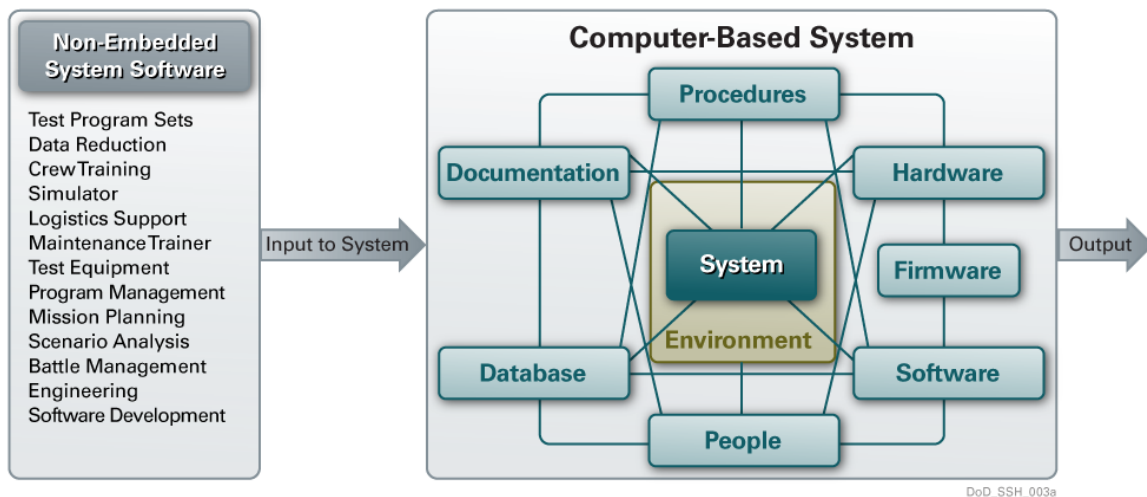 Non-Embedded
System Software
Test Program Sets
Data Reduction
Crew Training
Simulator
Logistics Support
Maintenance Trainer
Test Equipment
Program Management
Mission Planning
Scenario Analysis
Battle Management
Engineering
Software Development
Input to System
Computer-Based System
Procedures
Documentation
Hardware
System
Firmware
Environment
Database
Software
People
Output
DoD_SSH_003a